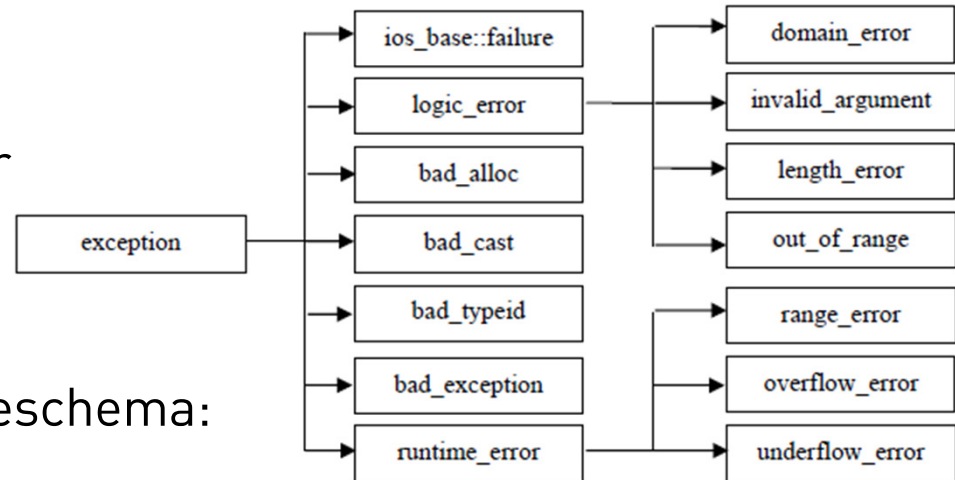 exception
ios_base::failure
logic_error
bad_alloc
bad_cast
bad_typeid
bad_exception
runtime_error
domain_error
invalid_argument
length_error
out_of_range
range_error
overflow_error
underflow_error
eschema: